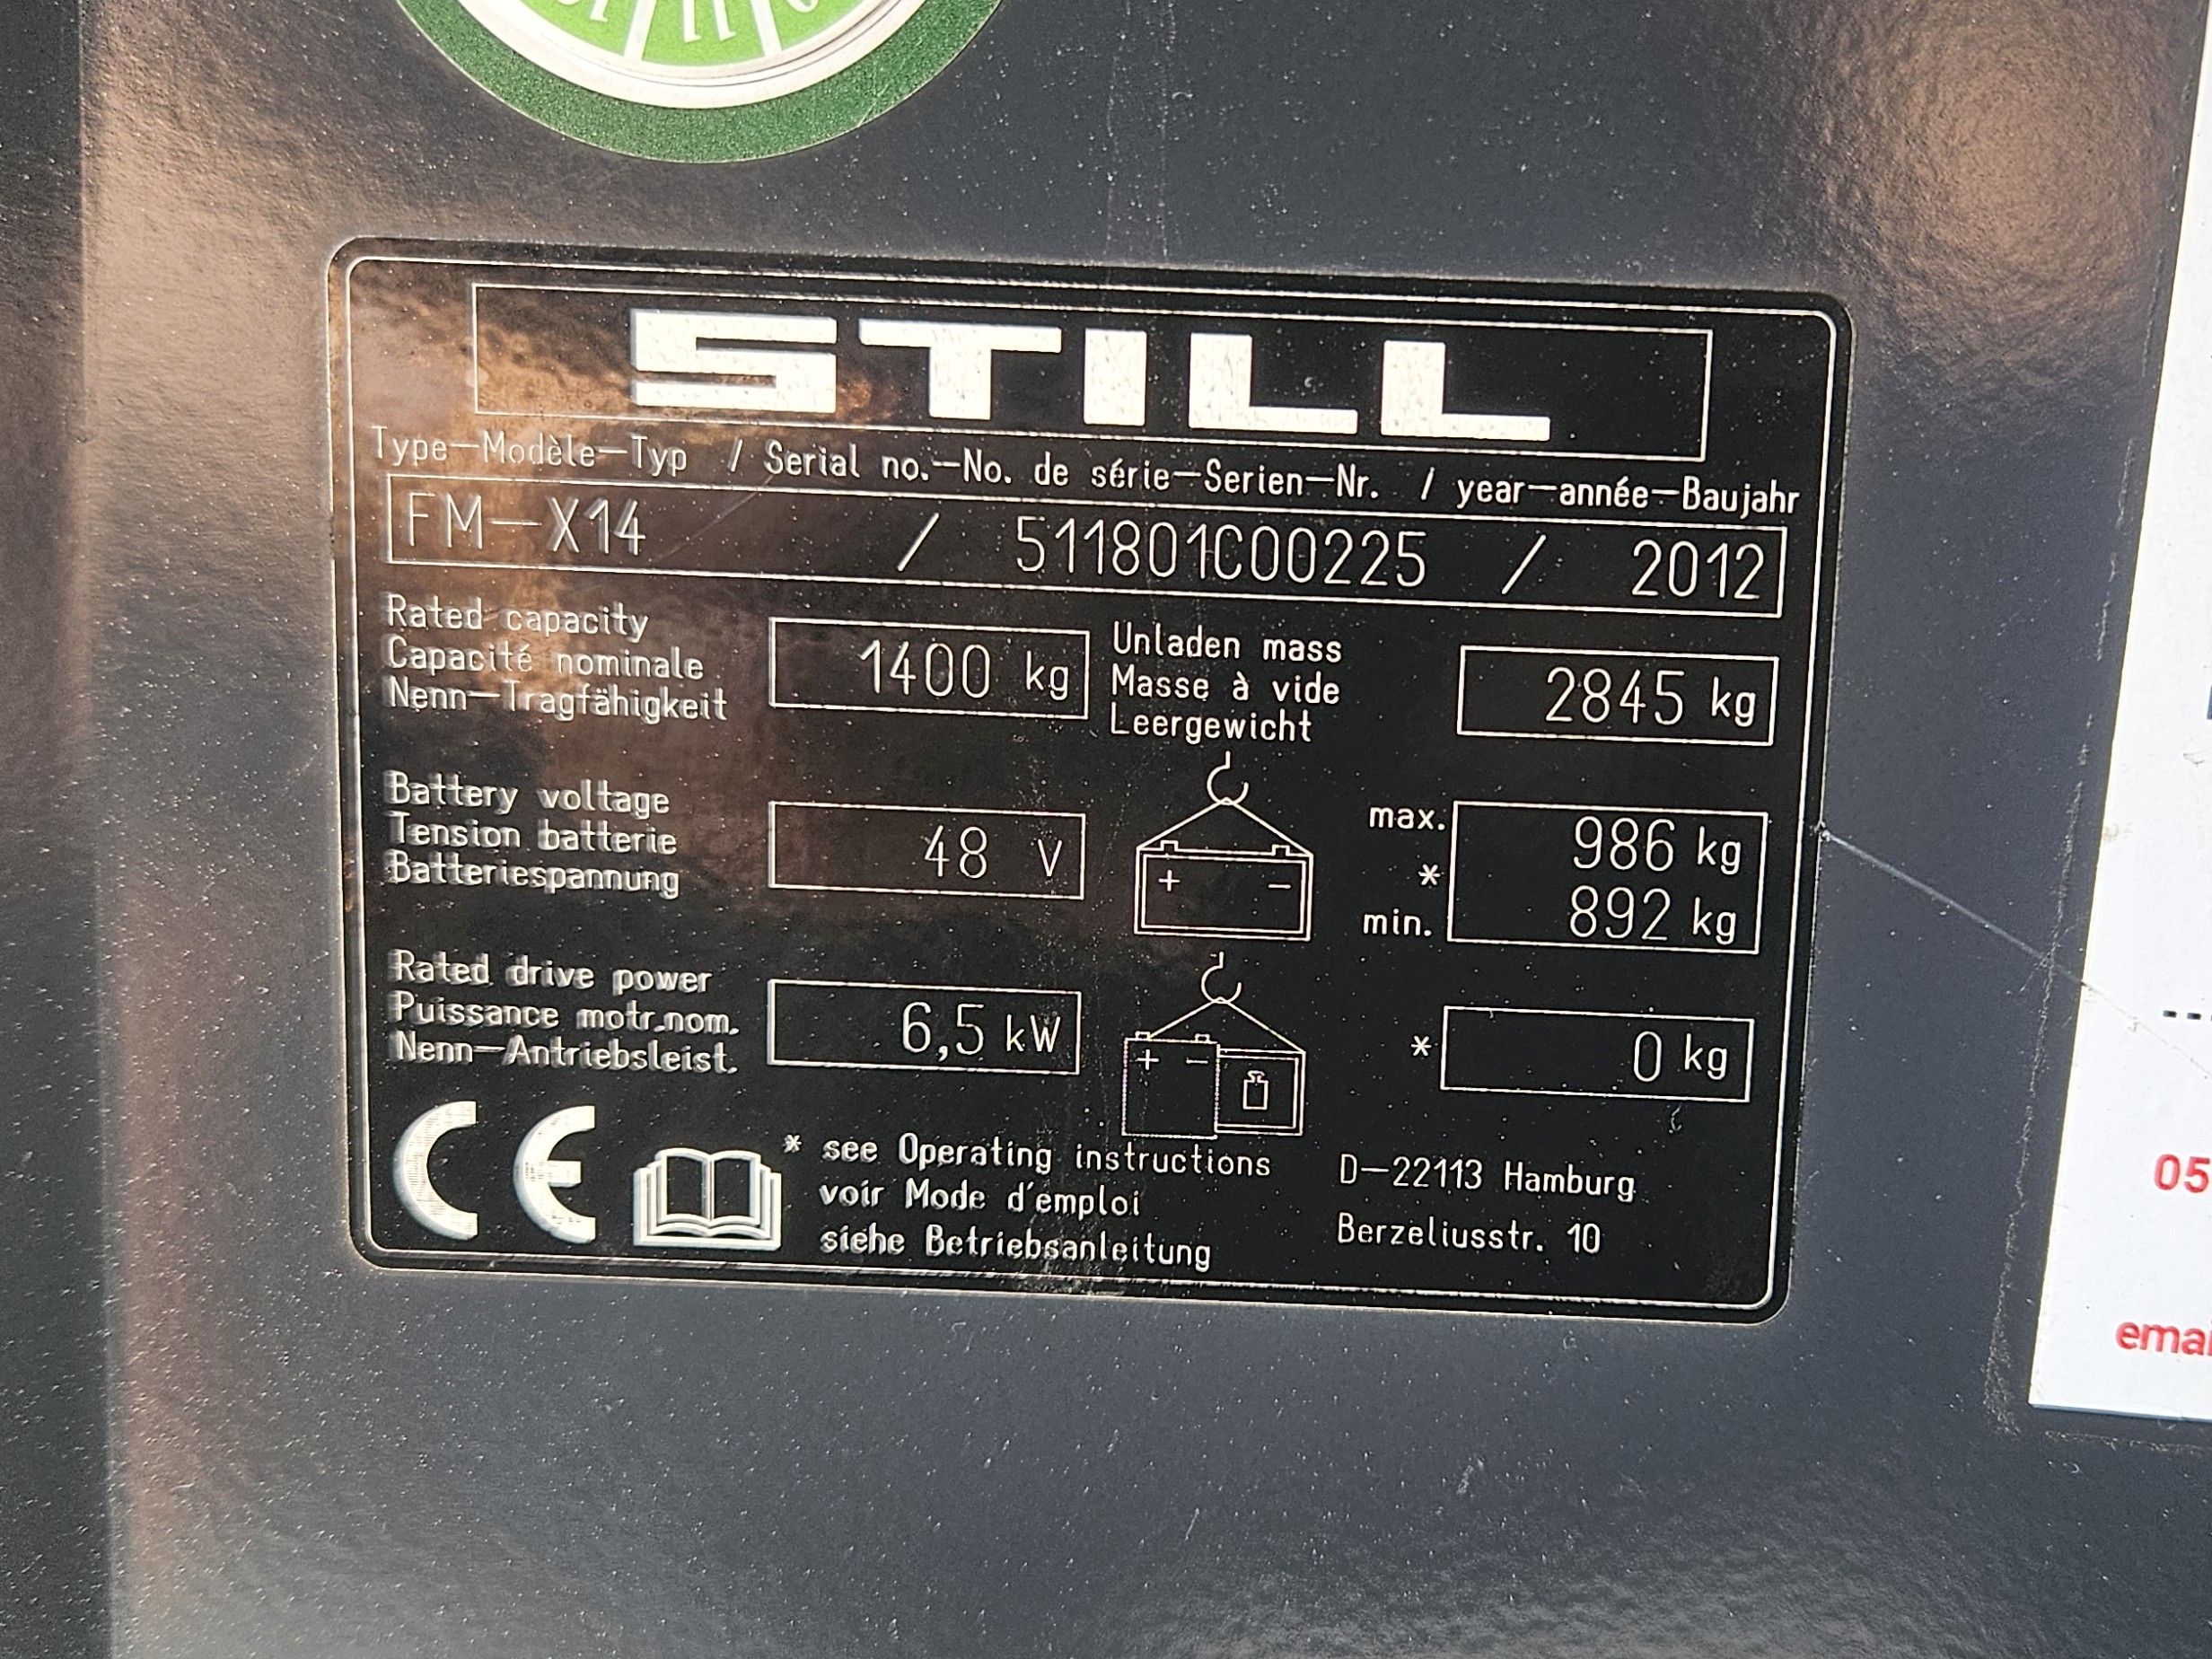 11
STILL
Type-Modèle-Typ / Serial no.-No. de série-Serien-Nr. / year-année-Baujahr
FM-X14 / 511801C00225 / 2012
Rated capacity
Capacité nominale
Nenn-Tragfähigkeit
1400 kg
Unladen mass
Masse à vide
Leergewicht
2845 kg
Battery voltage
Tension batterie
Batteriespannung
48 V
+ -
max. 986 kg
*
min. 892 kg
Rated drive power
Puissance motr.nom.
Nenn-Antriebsleist.
6,5 kW
+ -
* 0 kg
CE
* see Operating instructions
voir Mode d'emploi
siehe Betriebsanleitung
D-22113 Hamburg
Berzeliusstr. 10
05